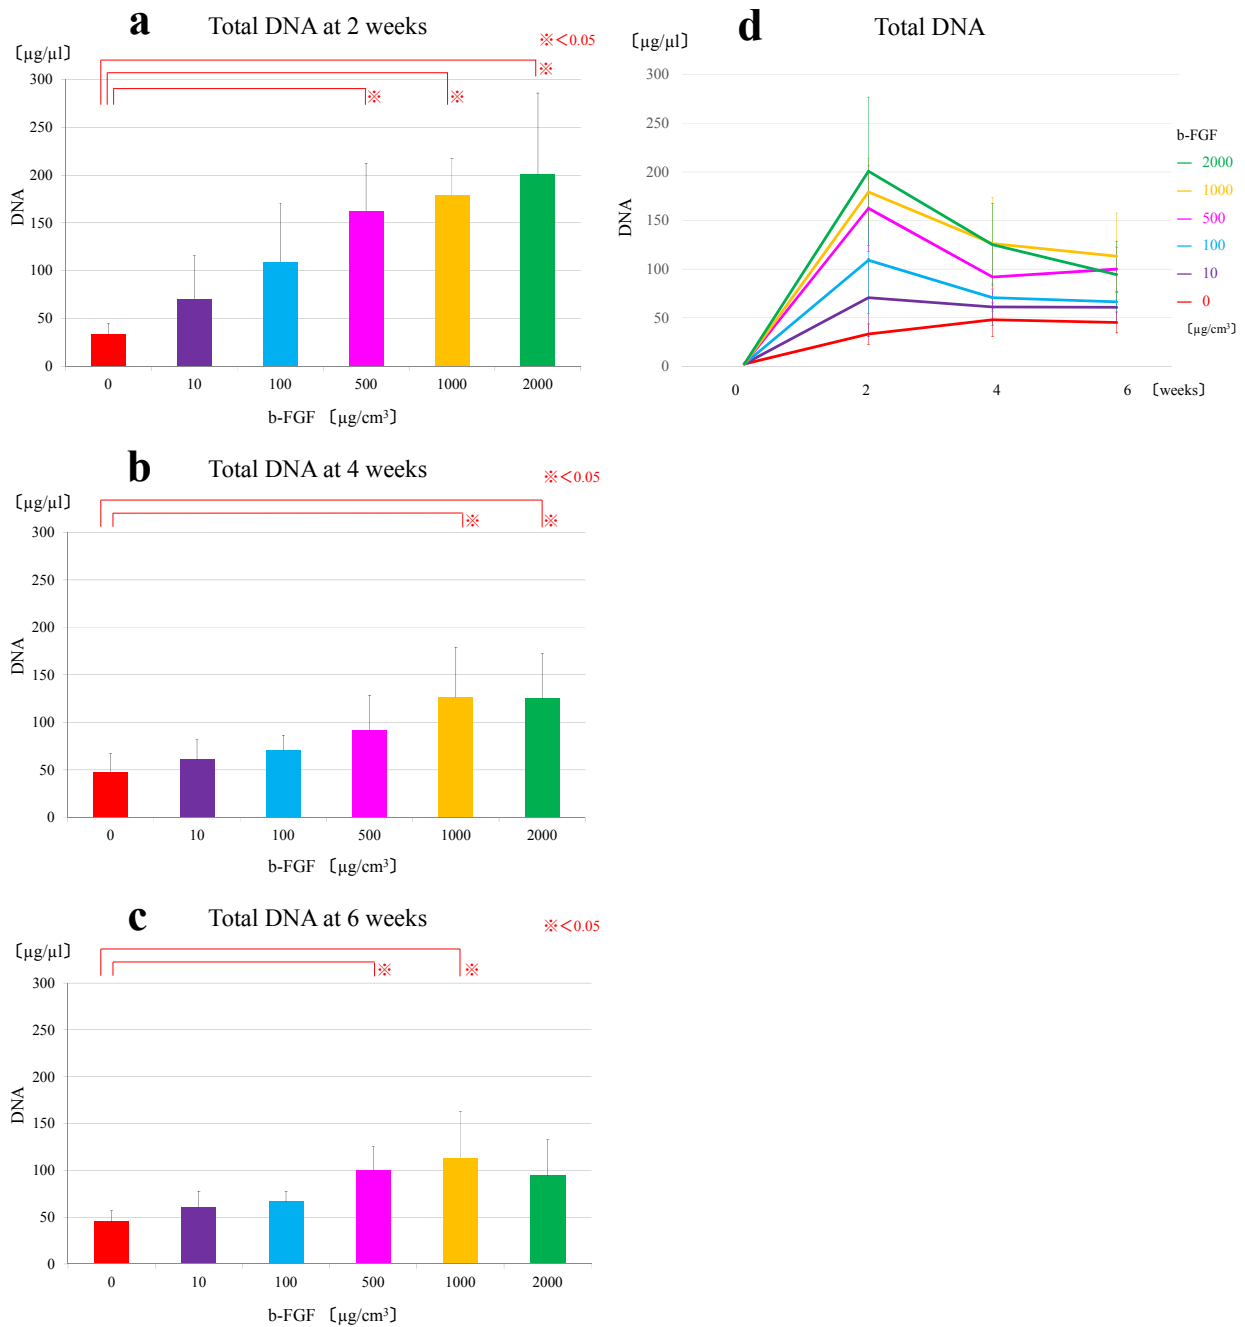 a Total DNA at 2 weeks
※<0.05
〔µg/µl〕
※
※
※
300
250
200
150
100
50
0
DNA
0 10 100 500 1000 2000
b-FGF 〔µg/cm³〕
b Total DNA at 4 weeks
※<0.05
〔µg/µl〕
※
※
300
250
200
150
100
50
0
DNA
0 10 100 500 1000 2000
b-FGF 〔µg/cm³〕
c Total DNA at 6 weeks
※<0.05
〔µg/µl〕
※
※
300
250
200
150
100
50
0
DNA
0 10 100 500 1000 2000
b-FGF 〔µg/cm³〕
d Total DNA
〔µg/µl〕
300
250
200
150
100
50
0
DNA
0 2 4 6 〔weeks〕
b-FGF
2000
1000
500
100
10
0
〔µg/cm³〕